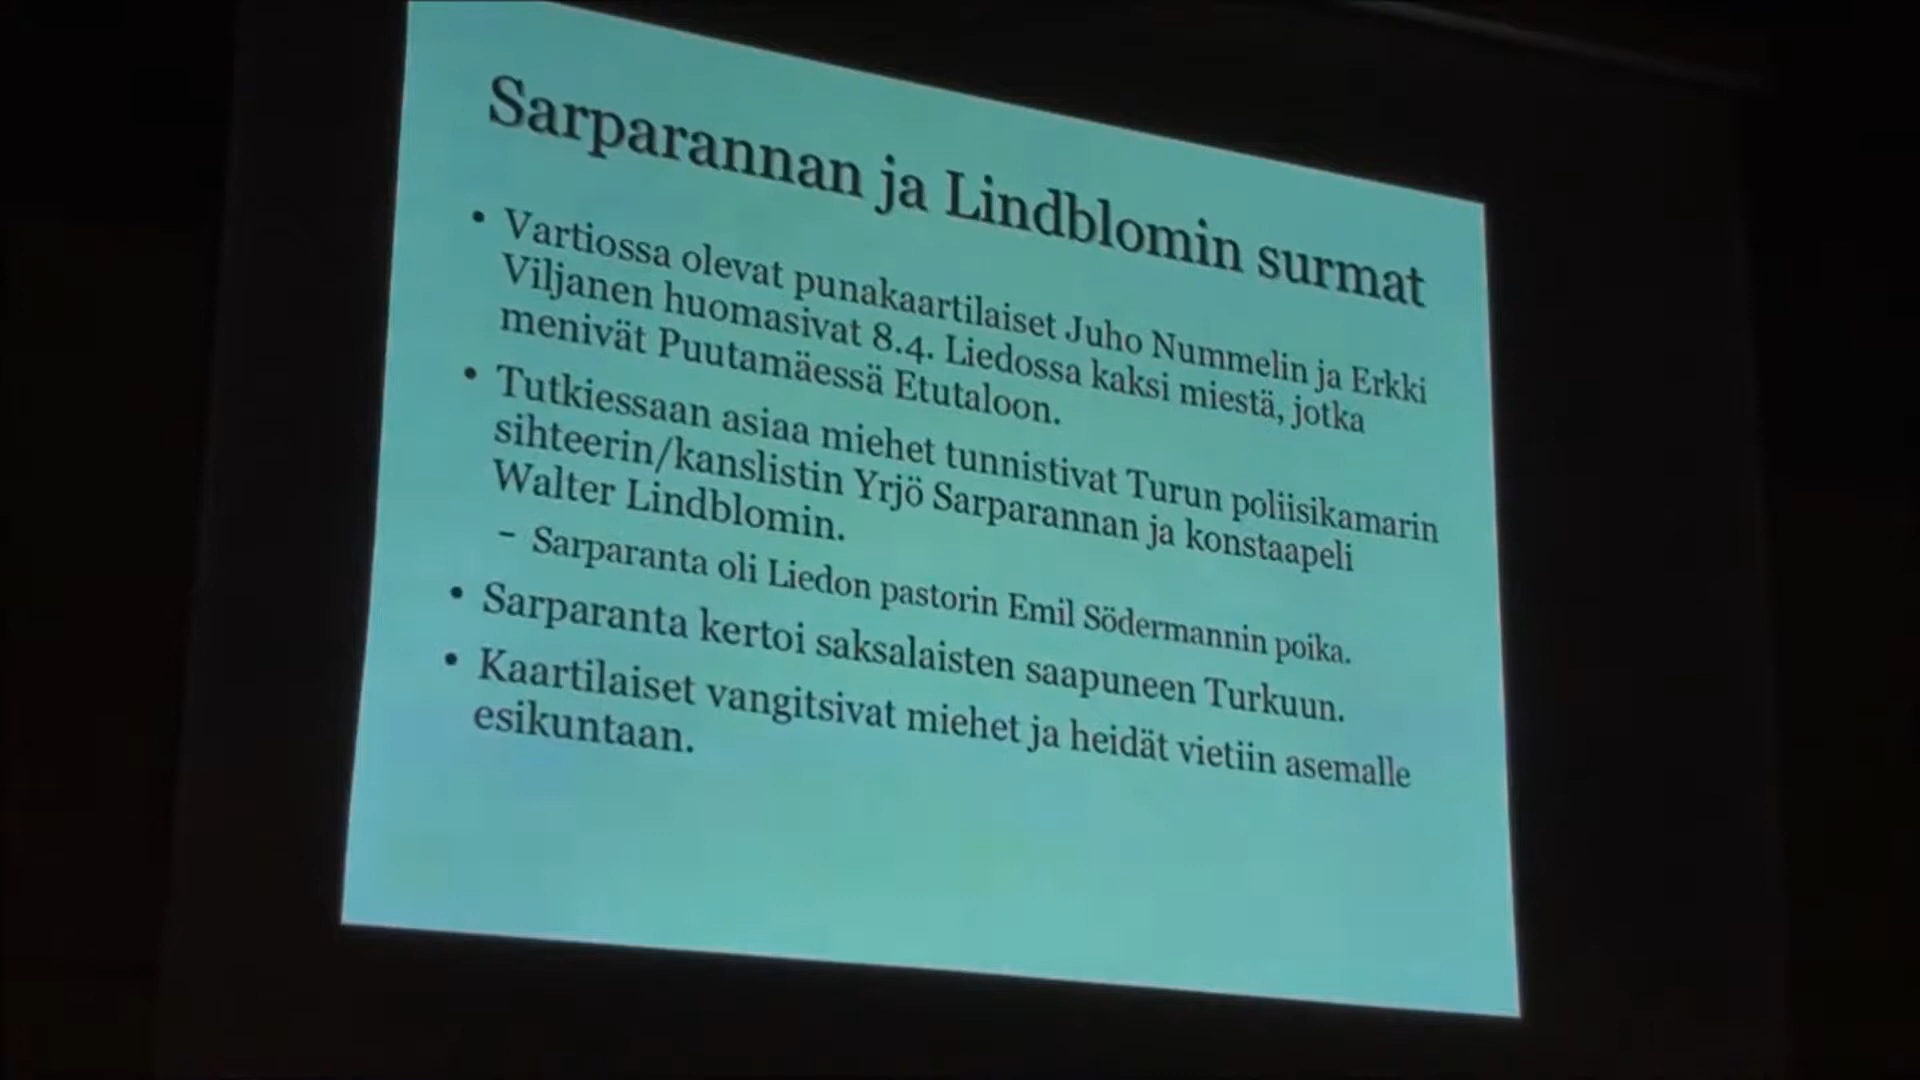 Sarparannan ja Lindblomin surmat
• Vartiossa olevat punakaartilaiset Juho Nummelin ja Erkki
Viljanen huomasivat 8.4. Liedossa kaksi miestä, jotka
menivät Puutamäessä Etutaloon.
• Tutkiessaan asiaa miehet tunnistivat Turun poliisikamarin
sihteerin/kanslistin Yrjö Sarparannan ja konstaapeli
Walter Lindblomin.
– Sarparanta oli Liedon pastorin Emil Södermannin poika.
• Sarparanta kertoi saksalaisten saapuneen Turkuun.
• Kaartilaiset vangitsivat miehet ja heidät vietiin asemalle
esikuntaan.